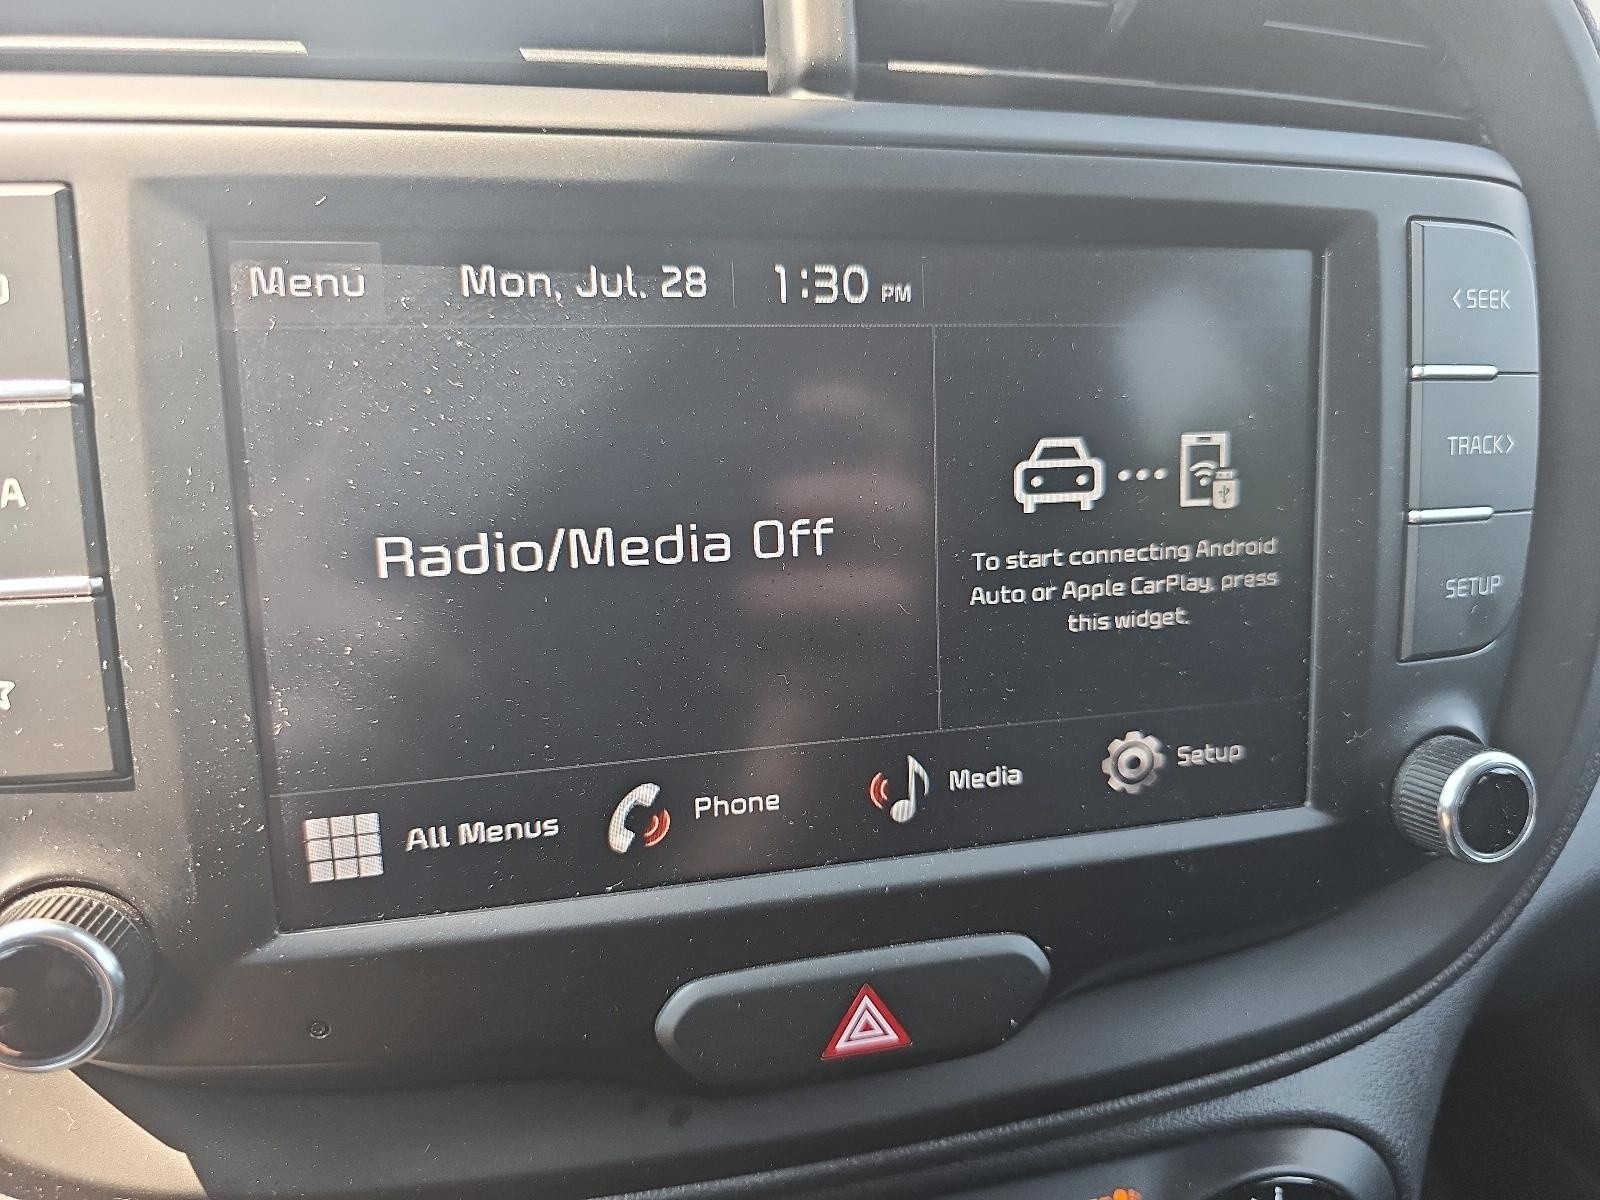 Menu
Mon, Jul. 28
1:30 PM
<SEEK
TRACK>
SETUP
Radio/Media Off
To start connecting Android
Auto or Apple CarPlay, press
this widget.
All Menus
Phone
Media
Setup